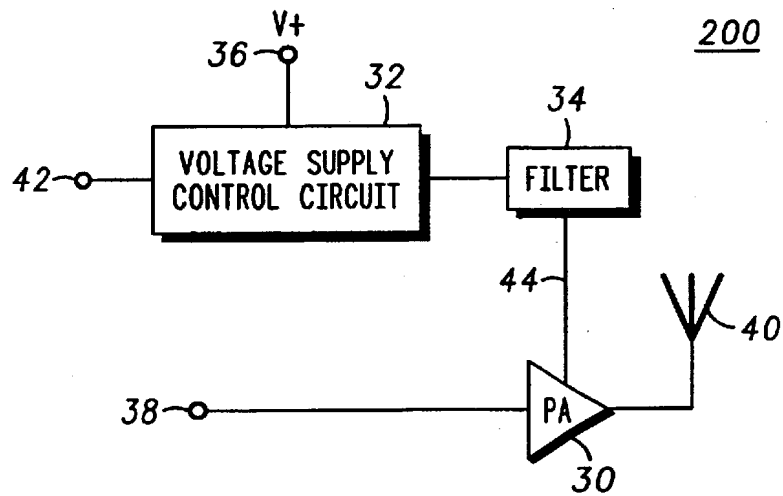 200
V+
36
32
34
42
VOLTAGE SUPPLY
CONTROL CIRCUIT
FILTER
44
40
38
PA
30